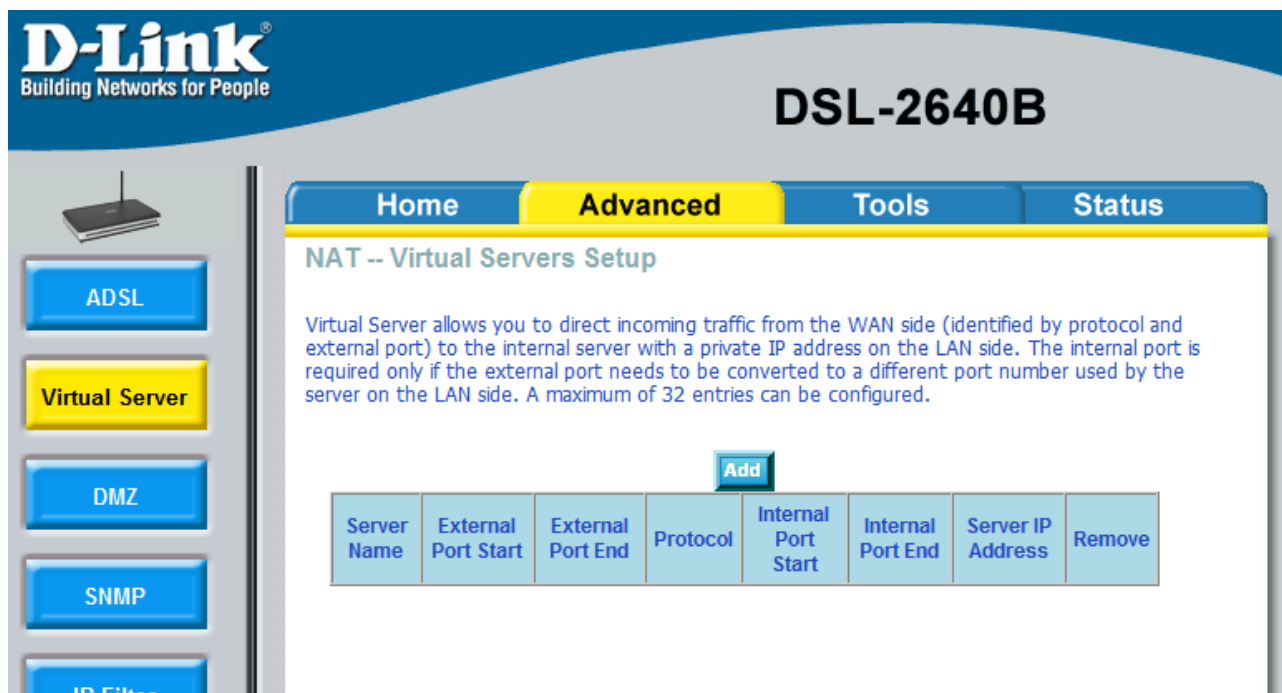 D-Link®
Building Networks for People
DSL-2640B
Home Advanced Tools Status
ADSL
Virtual Server
DMZ
SNMP
IP Filter
NAT -- Virtual Servers Setup
Virtual Server allows you to direct incoming traffic from the WAN side (identified by protocol and
external port) to the internal server with a private IP address on the LAN side. The internal port is
required only if the external port needs to be converted to a different port number used by the
server on the LAN side. A maximum of 32 entries can be configured.
Add
Server Name External Port Start External Port End Protocol Internal Port Start Internal Port End Server IP Address Remove